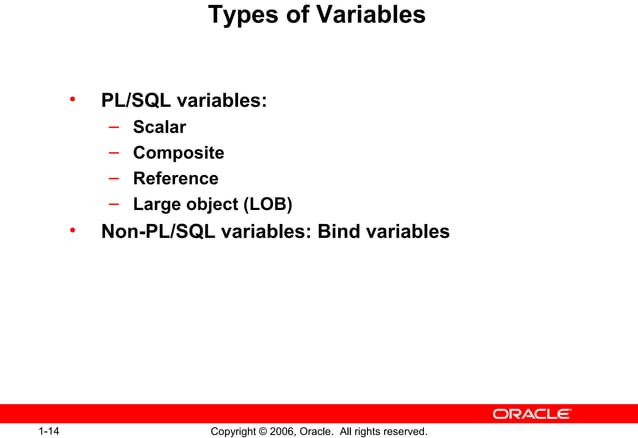 Types of Variables
• PL/SQL variables:
– Scalar
– Composite
– Reference
– Large object (LOB)
• Non-PL/SQL variables: Bind variables
ORACLE
1-14
Copyright © 2006, Oracle. All rights reserved.